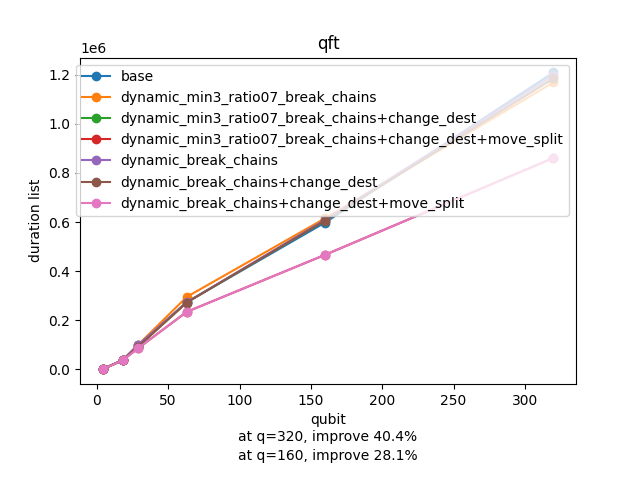 qft
1e6
base
dynamic_min3_ratio07_break_chains
dynamic_min3_ratio07_break_chains+change_dest
dynamic_min3_ratio07_break_chains+change_dest+move_split
dynamic_break_chains
dynamic_break_chains+change_dest
dynamic_break_chains+change_dest+move_split
1.2
1.0
0.8
0.6
0.4
0.2
0.0
duration list
0 50 100 150 200 250 300
qubit
at q=320, improve 40.4%
at q=160, improve 28.1%